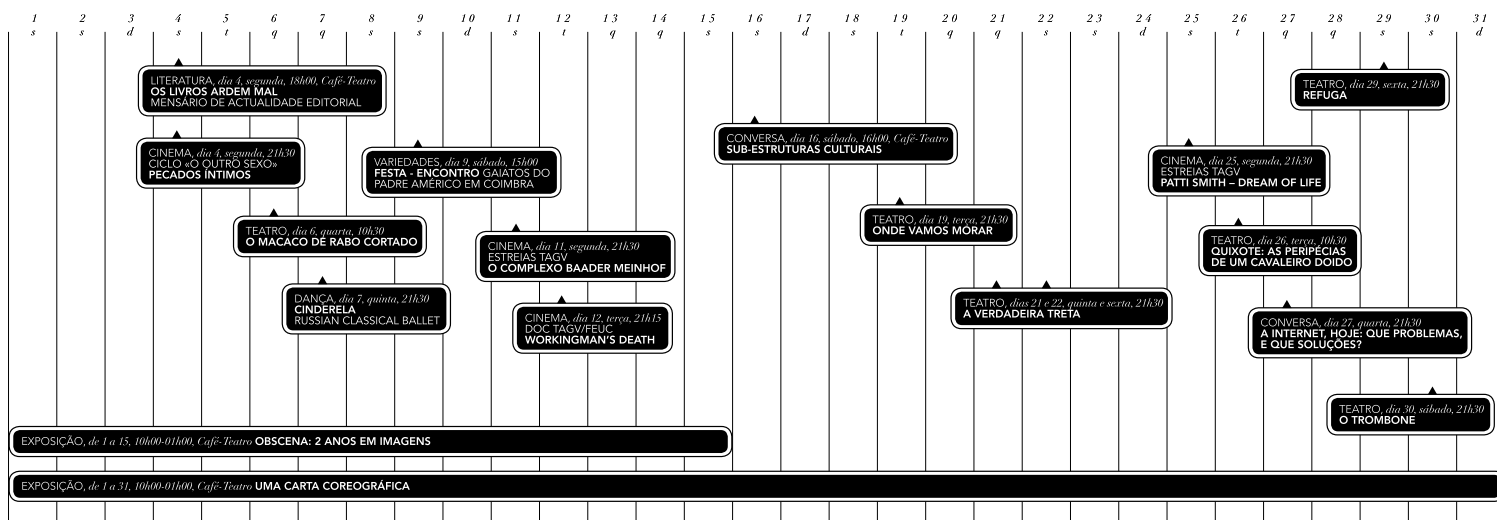 1 2 3 4 5 6 7 8 9 10 11 12 13 14 15 16 17 18 19 20 21 22 23 24 25 26 27 28 29 30 31
s s d s t q q s s d s t q q s s d s t q q s s d s t q q s s d
LITERATURA, dia 4, segunda, 18h00, Café-Teatro
OS LIVROS ARDEM MAL
MENSÁRIO DE ACTUALIDADE EDITORIAL
CINEMA, dia 4, segunda, 21h30
CICLO «O OUTRO SEXO»
PECADOS ÍNTIMOS
TEATRO, dia 6, quarta, 10h30
O MACACO DE RABO CORTADO
DANÇA, dia 7, quinta, 21h30
CINDERELA
RUSSIAN CLASSICAL BALLET
VARIEDADES, dia 9, sábado, 15h00
FESTA - ENCONTRO GAIATOS DO
PADRE AMÉRICO EM COIMBRA
CINEMA, dia 11, segunda, 21h30
ESTREIAS TAGV
O COMPLEXO BAADER MEINHOF
CINEMA, dia 12, terça, 21h15
DOC TAGV/FEUC
WORKINGMAN'S DEATH
CONVERSA, dia 16, sábado, 16h00, Café-Teatro
SUB-ESTRUTURAS CULTURAIS
TEATRO, dia 19, terça, 21h30
ONDE VAMOS MORAR
TEATRO, dias 21 e 22, quinta e sexta, 21h30
A VERDADEIRA TRETA
CINEMA, dia 25, segunda, 21h30
ESTREIAS TAGV
PATTI SMITH – DREAM OF LIFE
TEATRO, dia 26, terça, 10h30
QUIXOTE: AS PERIPÉCIAS
DE UM CAVALEIRO DOIDO
CONVERSA, dia 27, quarta, 21h30
A INTERNET, HOJE: QUE PROBLEMAS,
E QUE SOLUÇÕES?
TEATRO, dia 29, sexta, 21h30
REFUGA
TEATRO, dia 30, sábado, 21h30
O TROMBONE
EXPOSIÇÃO, de 1 a 15, 10h00-01h00, Café-Teatro OBSCENA: 2 ANOS EM IMAGENS
EXPOSIÇÃO, de 1 a 31, 10h00-01h00, Café-Teatro UMA CARTA COREOGRÁFICA